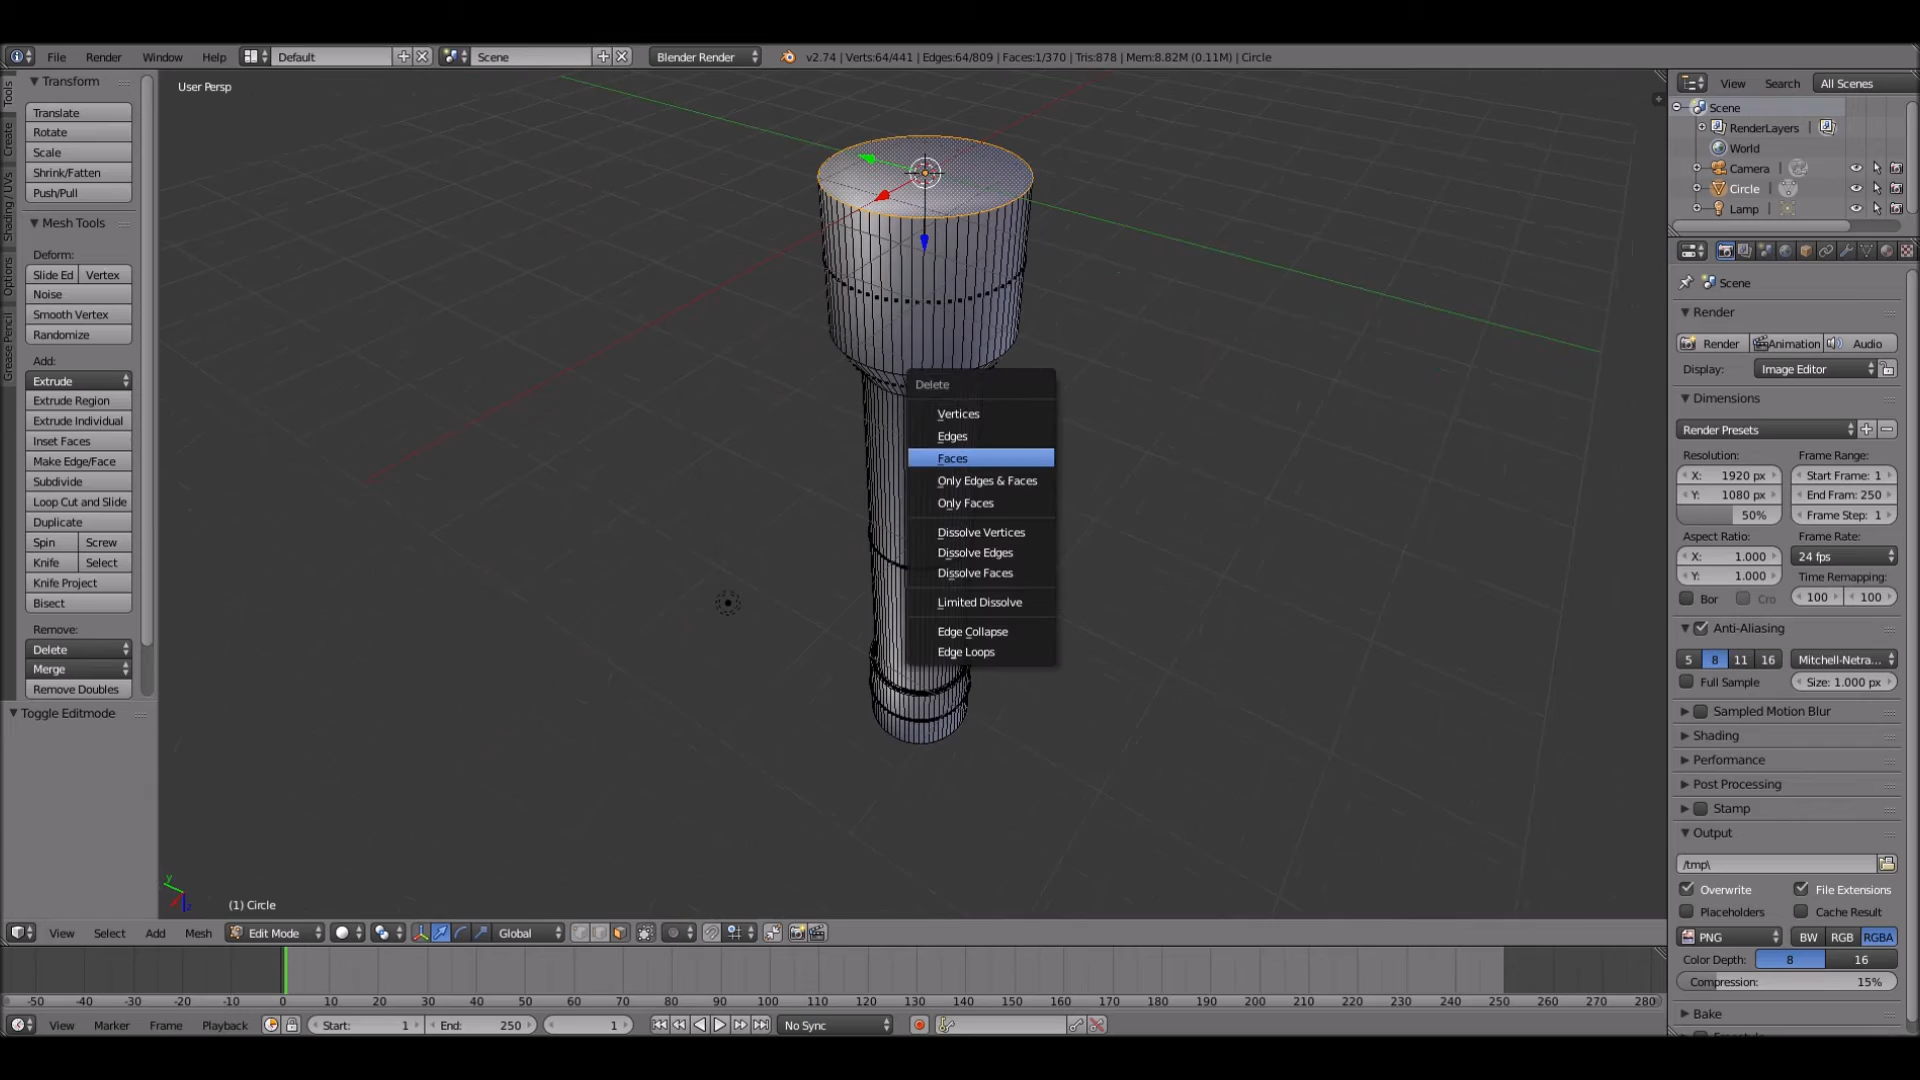 File Render Window Help Default Scene Blender Render v2.74 | Verts:64/441 | Edges:64/809 | Faces:1/370 | Tris:878 | Mem:8.82M (0.11M) | Circle
Tools
Create
Shading / UVs
Options
Grease Pencil
Transform
Translate
Rotate
Scale
Shrink/Fatten
Push/Pull
Mesh Tools
Deform:
Slide Ed Vertex
Noise
Smooth Vertex
Randomize
Add:
Extrude
Extrude Region
Extrude Individual
Inset Faces
Make Edge/Face
Subdivide
Loop Cut and Slide
Duplicate
Spin Screw
Knife Select
Knife Project
Bisect
Remove:
Delete
Merge
Remove Doubles
Toggle Editmode
User Persp
Delete
Vertices
Edges
Faces
Only Edges & Faces
Only Faces
Dissolve Vertices
Dissolve Edges
Dissolve Faces
Limited Dissolve
Edge Collapse
Edge Loops
y
z
(1) Circle
View Select Add Mesh Edit Mode Global
View Search All Scenes
Scene
RenderLayers
World
Camera
Circle
Lamp
Scene
Render
Render Animation Audio
Display: Image Editor
Dimensions
Render Presets
Resolution: Frame Range:
X: 1920 px Start Frame: 1
Y: 1080 px End Fram: 250
50% Frame Step: 1
Aspect Ratio: Frame Rate:
X: 1.000 24 fps
Y: 1.000 Time Remapping:
Bor Cro 100 100
Anti-Aliasing
5 8 11 16 Mitchell-Netra...
Full Sample Size: 1.000 px
Sampled Motion Blur
Shading
Performance
Post Processing
Stamp
Output
/tmp\
Overwrite File Extensions
Placeholders Cache Result
PNG BW RGB RGBA
Color Depth: 8 16
Compression: 15%
Bake
-50 -40 -30 -20 -10 0 10 20 30 40 50 60 70 80 90 100 110 120 130 140 150 160 170 180 190 200 210 220 230 240 250 260 270 280
View Marker Frame Playback Start: 1 End: 250 1 No Sync